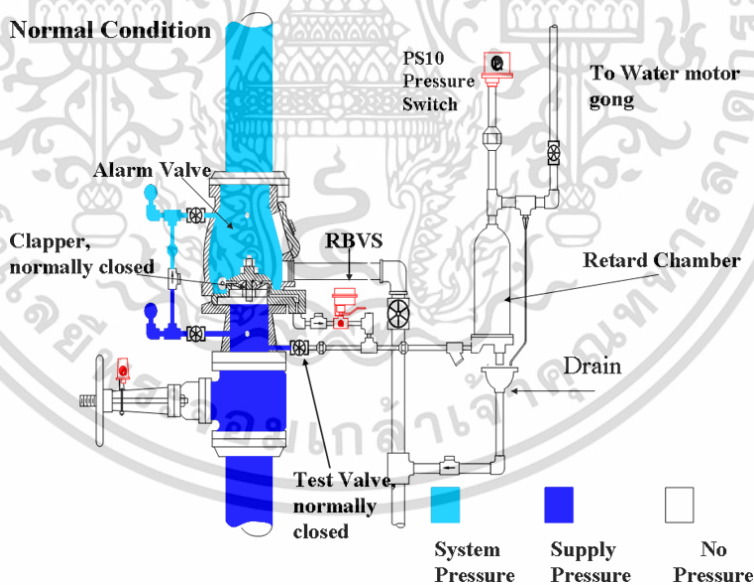 Normal Condition
PS10
Pressure
Switch
To Water motor
gong
Alarm Valve
Clapper,
normally closed
RBVS
Retard Chamber
Drain
Test Valve,
normally
closed
System
Pressure
Supply
Pressure
No
Pressure